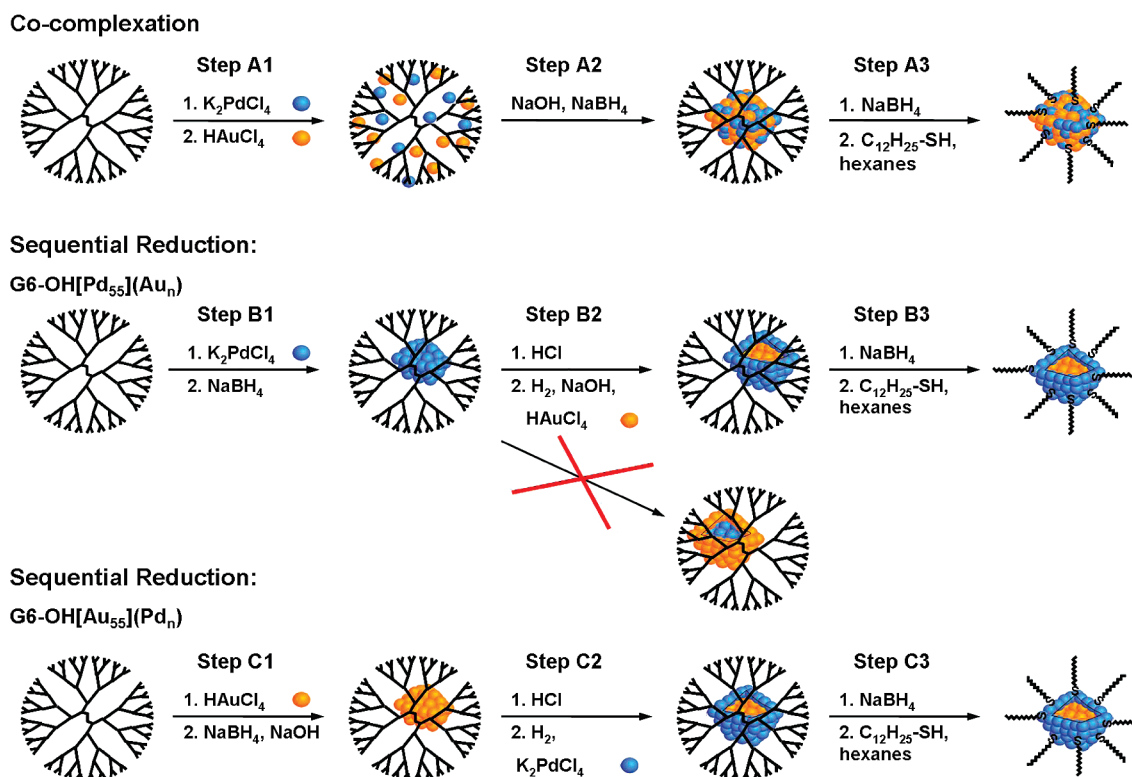 Co-complexation
Step A1
1. K₂PdCl₄
2. HAuCl₄
Step A2
NaOH, NaBH₄
Step A3
1. NaBH₄
2. C₁₂H₂₅-SH,
hexanes
S
S
S
S
S
S
S
S
Sequential Reduction:
G6-OH[Pd₅₅](Auₙ)
Step B1
1. K₂PdCl₄
2. NaBH₄
Step B2
1. HCl
2. H₂, NaOH,
HAuCl₄
Step B3
1. NaBH₄
2. C₁₂H₂₅-SH,
hexanes
S
S
S
S
S
S
S
S
Sequential Reduction:
G6-OH[Au₅₅](Pdₙ)
Step C1
1. HAuCl₄
2. NaBH₄, NaOH
Step C2
1. HCl
2. H₂,
K₂PdCl₄
Step C3
1. NaBH₄
2. C₁₂H₂₅-SH,
hexanes
S
S
S
S
S
S
S
S